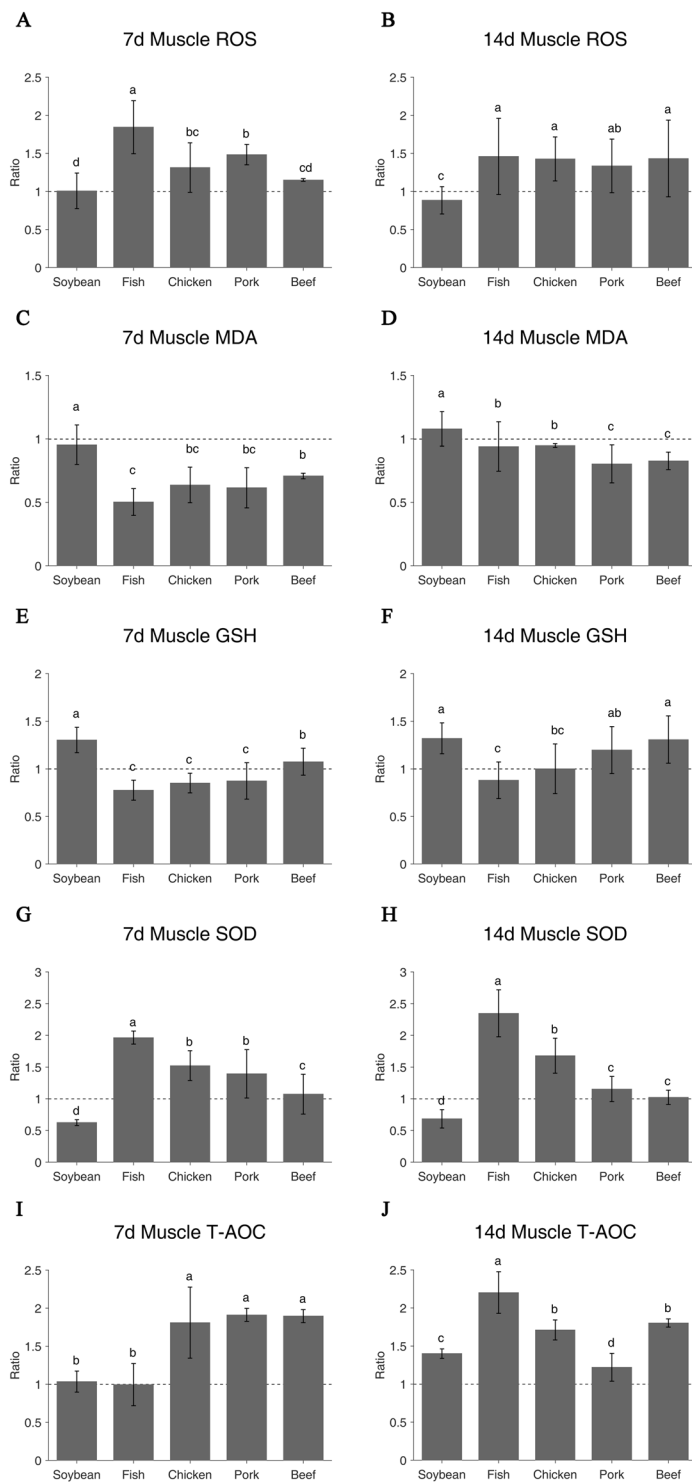 A
7d Muscle ROS
2.5
2
1.5
1
0.5
0
Ratio
d
a
bc
b
cd
Soybean Fish Chicken Pork Beef
B
14d Muscle ROS
2.5
2
1.5
1
0.5
0
Ratio
c
a
a
ab
a
Soybean Fish Chicken Pork Beef
C
7d Muscle MDA
1.5
1
0.5
0
Ratio
a
c
bc
bc
b
Soybean Fish Chicken Pork Beef
D
14d Muscle MDA
1.5
1
0.5
0
Ratio
a
b
b
c
c
Soybean Fish Chicken Pork Beef
E
7d Muscle GSH
2
1.5
1
0.5
0
Ratio
a
c
c
c
b
Soybean Fish Chicken Pork Beef
F
14d Muscle GSH
2
1.5
1
0.5
0
Ratio
a
c
bc
ab
a
Soybean Fish Chicken Pork Beef
G
7d Muscle SOD
3
2.5
2
1.5
1
0.5
0
Ratio
d
a
b
b
c
Soybean Fish Chicken Pork Beef
H
14d Muscle SOD
3
2.5
2
1.5
1
0.5
0
Ratio
d
a
b
c
c
Soybean Fish Chicken Pork Beef
I
7d Muscle T-AOC
2.5
2
1.5
1
0.5
0
Ratio
b
b
a
a
a
Soybean Fish Chicken Pork Beef
J
14d Muscle T-AOC
2.5
2
1.5
1
0.5
0
Ratio
c
a
b
d
b
Soybean Fish Chicken Pork Beef